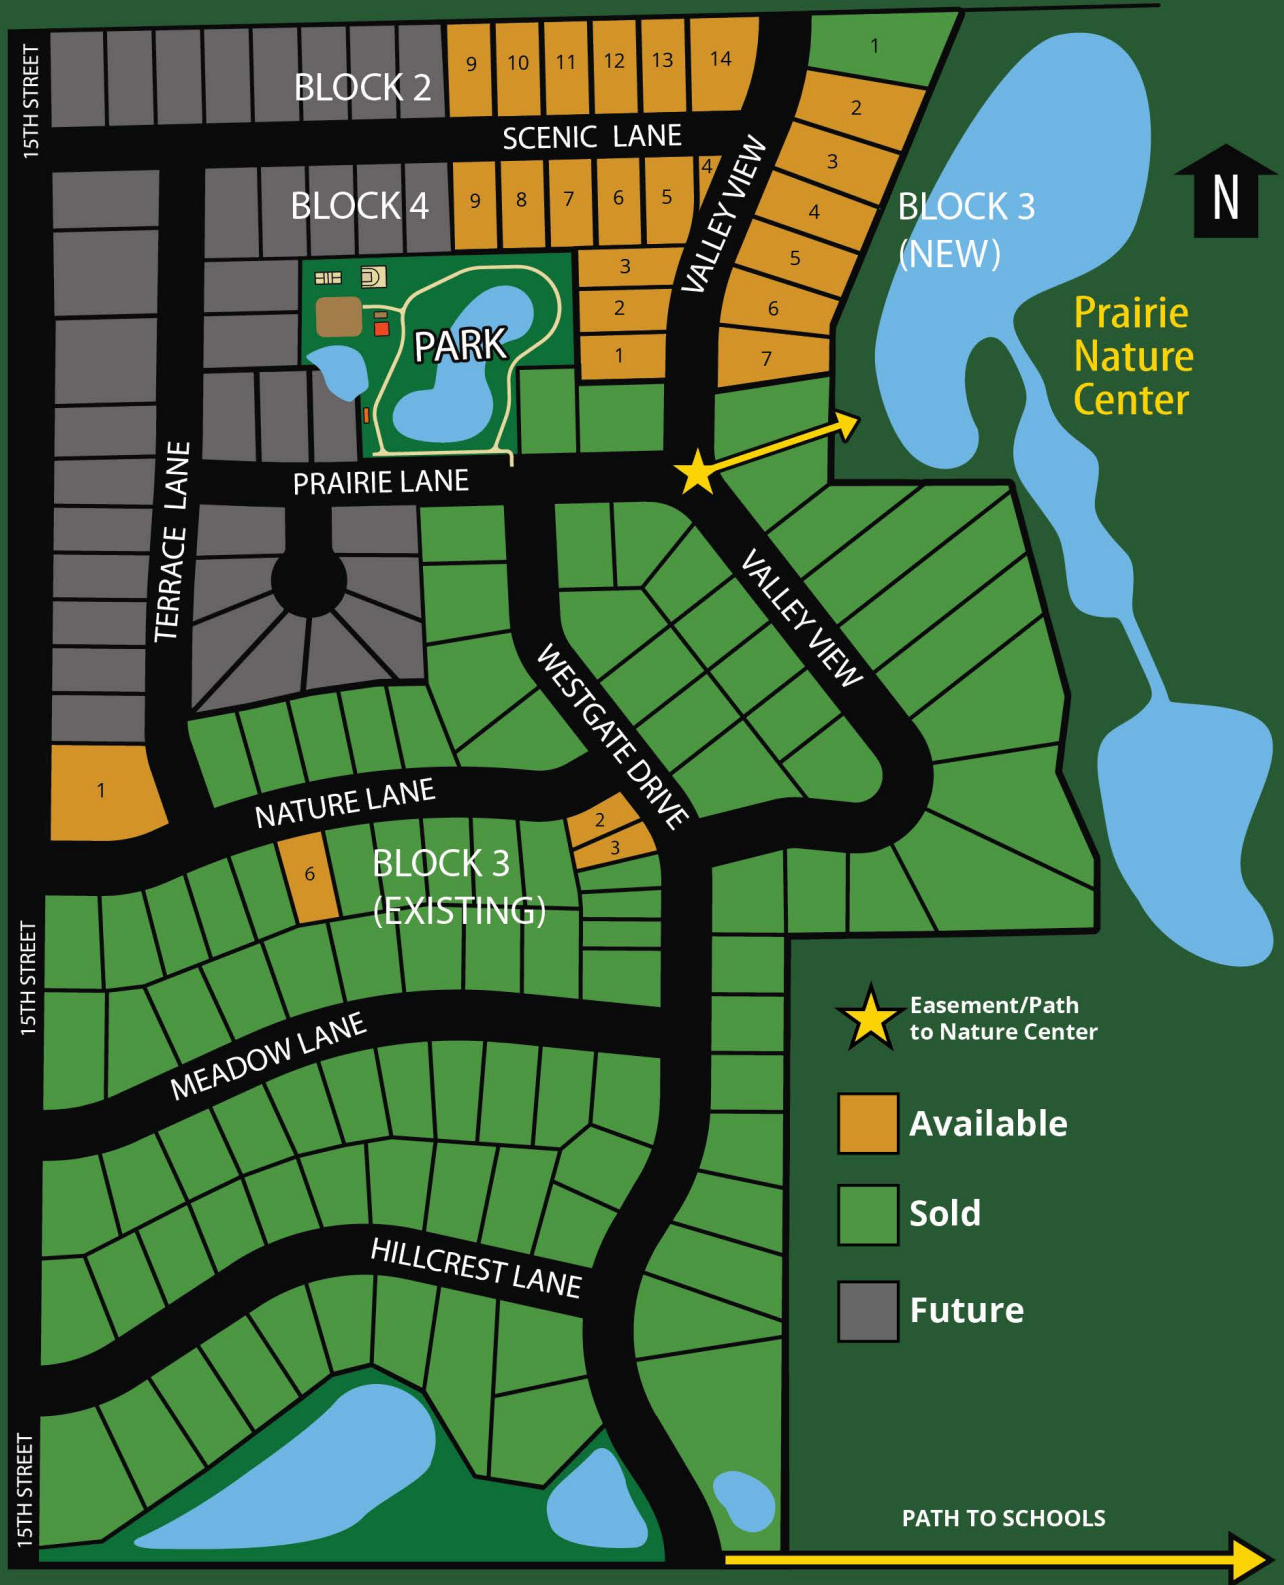 15TH STREET
BLOCK 2
9 10 11 12 13 14
1
SCENIC LANE
2
3
4
5
6
7
VALLEY VIEW
BLOCK 4
9 8 7 6 5 4
3
2
1
BLOCK 3
(NEW)
N
Prairie
Nature
Center
PARK
PRAIRIE LANE
TERRACE LANE
VALLEY VIEW
WESTGATE DRIVE
1
NATURE LANE
2
3
6
BLOCK 3
(EXISTING)
15TH STREET
MEADOW LANE
HILLCREST LANE
15TH STREET
Easement/Path
to Nature Center
Available
Sold
Future
PATH TO SCHOOLS